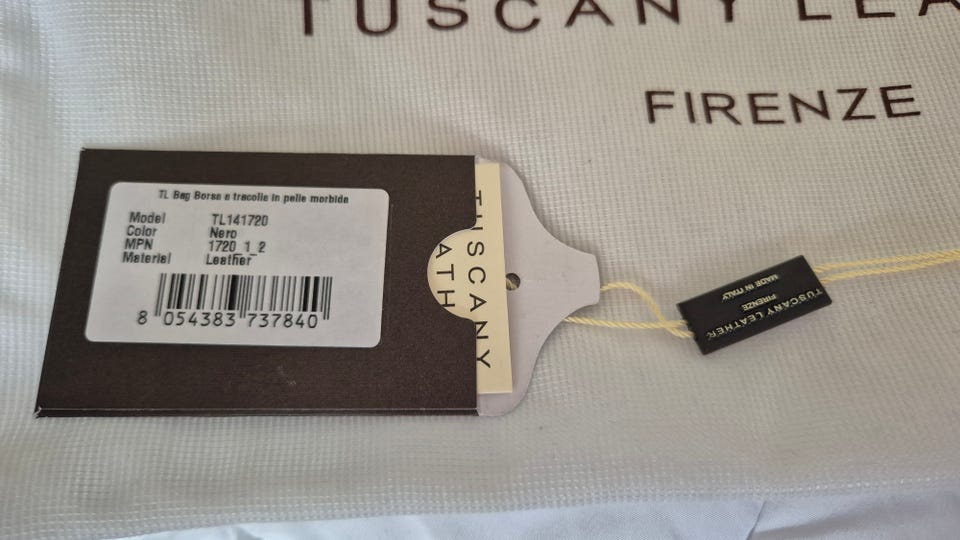 TUSCANY LEA
FIRENZE
TL Bag Borsa a tracolla in pelle morbida
Model TL141720
Color Nero
MPN 1720_1_2
Material Leather
8 054383 737840
TUSCANY
ATH
TUSCANY LEATHER
FIRENZE
MADE IN ITALY